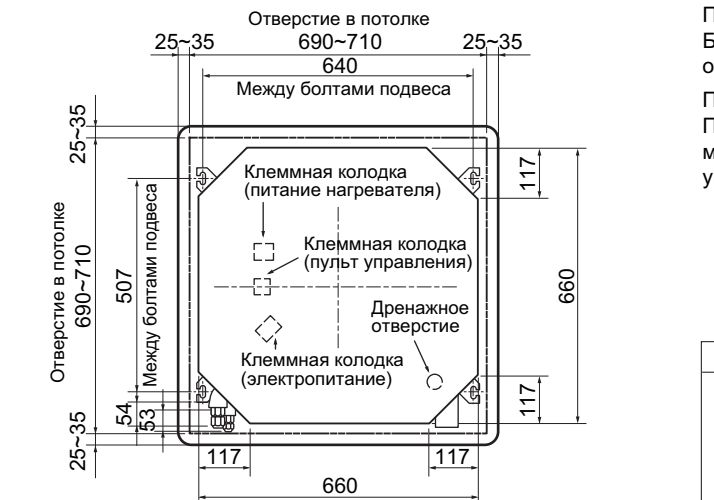 Отверстие в потолке
25~35 690~710 25~35
640
Между болтами подвеса
25~35
Отверстие в потолке
690~710
507
Между болтами подвеса
54
53
25~35
Клеммная колодка
(питание нагревателя)
Клеммная колодка
(пульт управления)
Дренажное
отверстие
Клеммная колодка
(электропитание)
117
660
117
117 117
660
П
Б
о
П
П
м
у